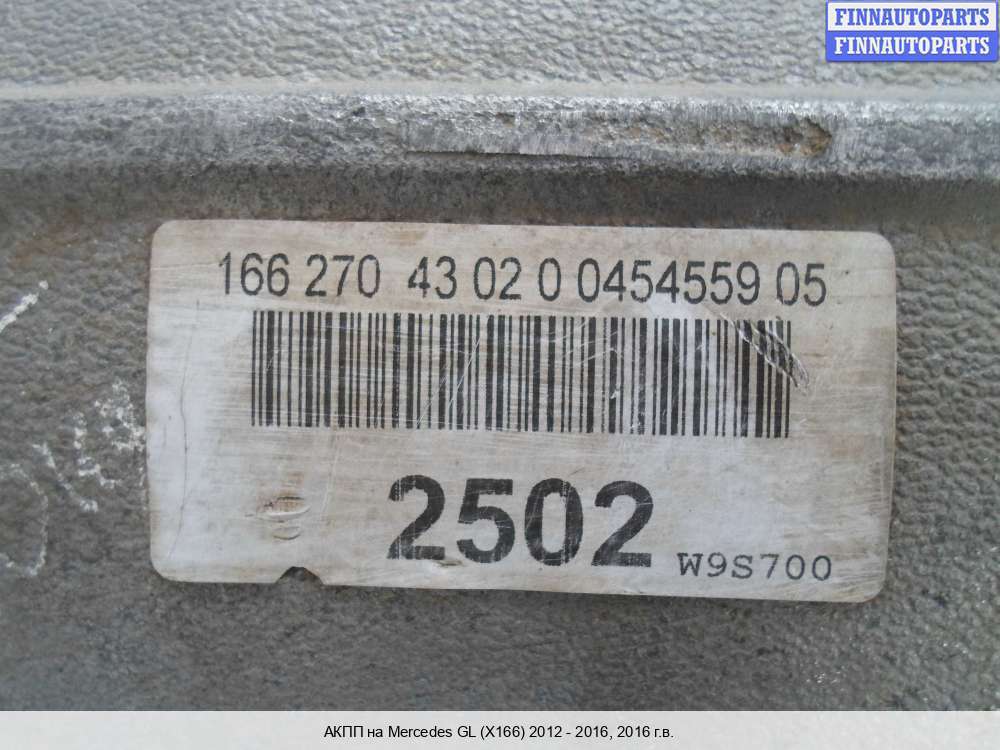 FINNAUTOPARTS
FINNAUTOPARTS
166 270 43 02 0 0454559 05
2502
W9S700
АКПП на Mercedes GL (X166) 2012 - 2016, 2016 г.в.